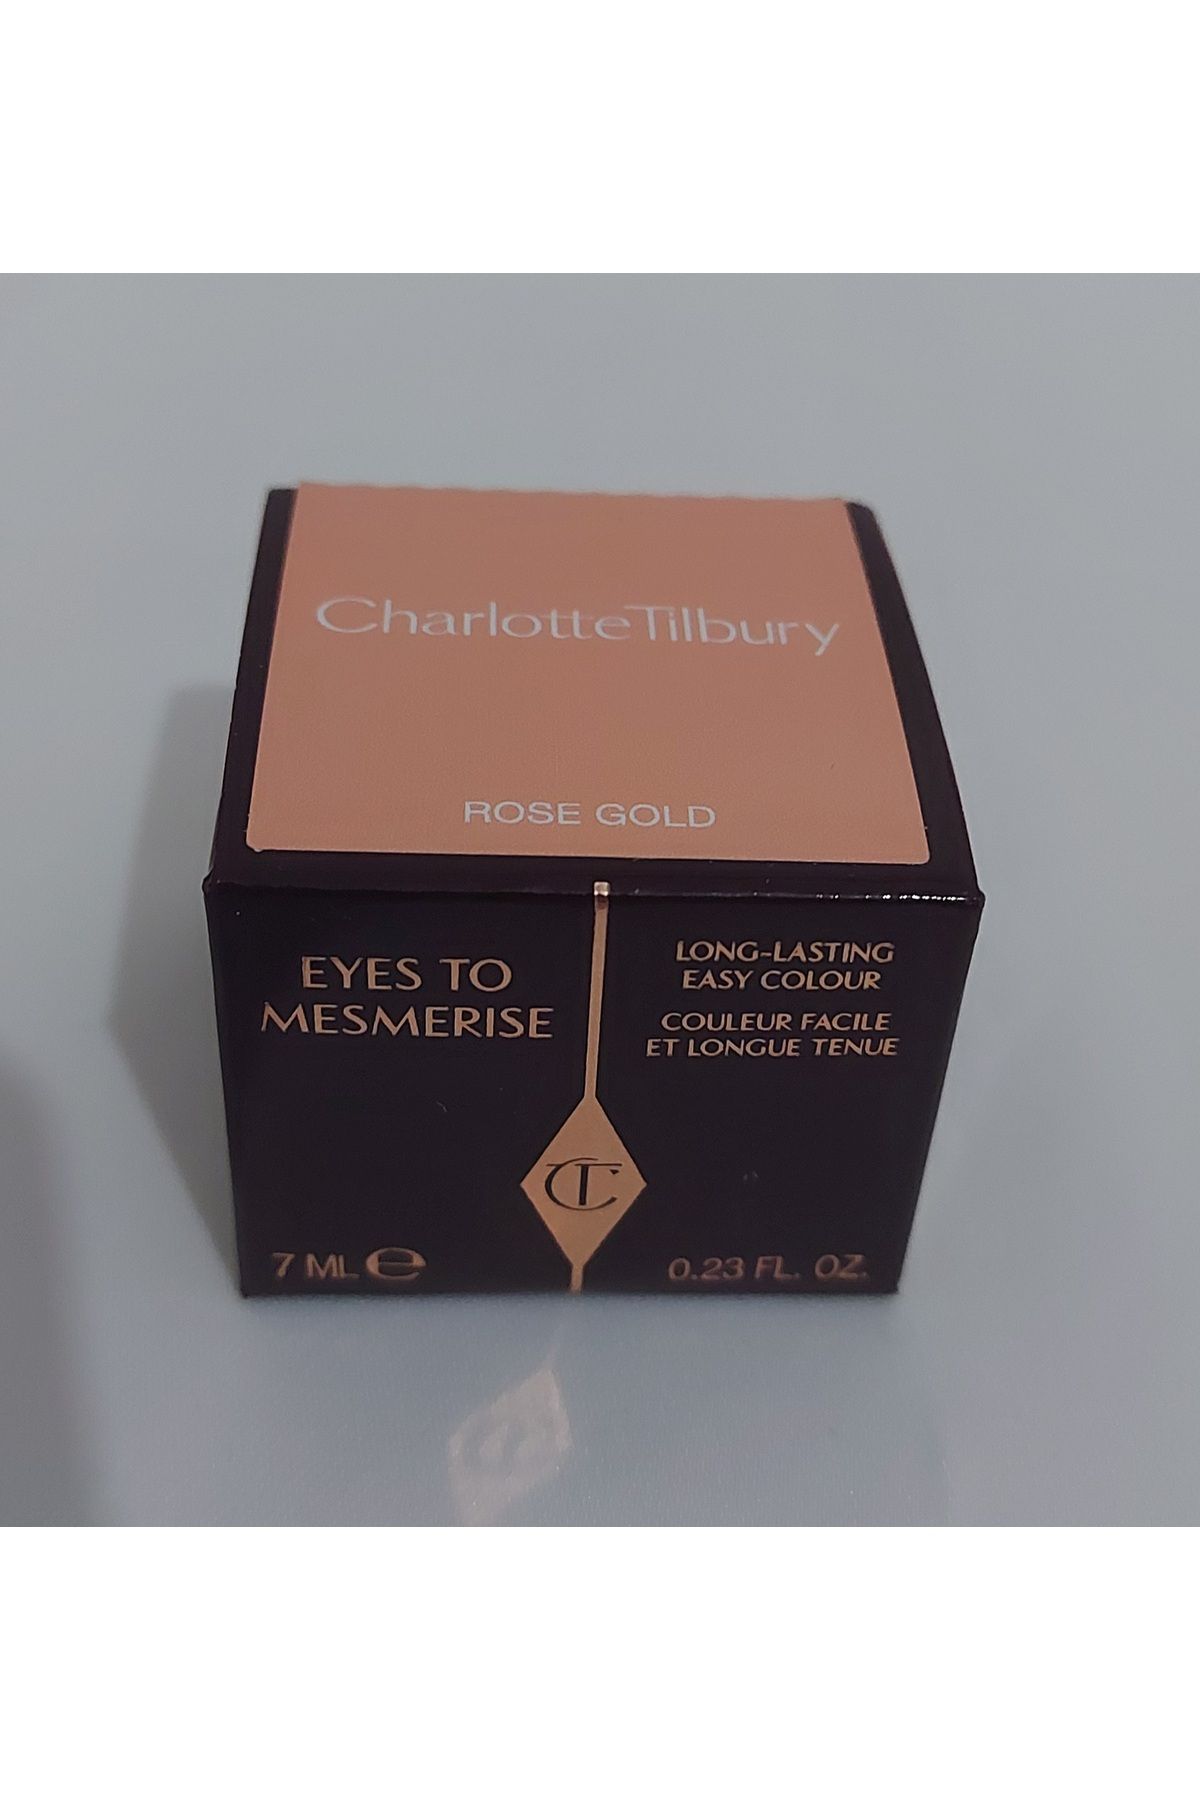 CharlotteTilbury
ROSE GOLD
EYES TO
MESMERISE
LONG-LASTING
EASY COLOUR
COULEUR FACILE
ET LONGUE TENUE
CT
7 ML ℮
0.23 FL. OZ.